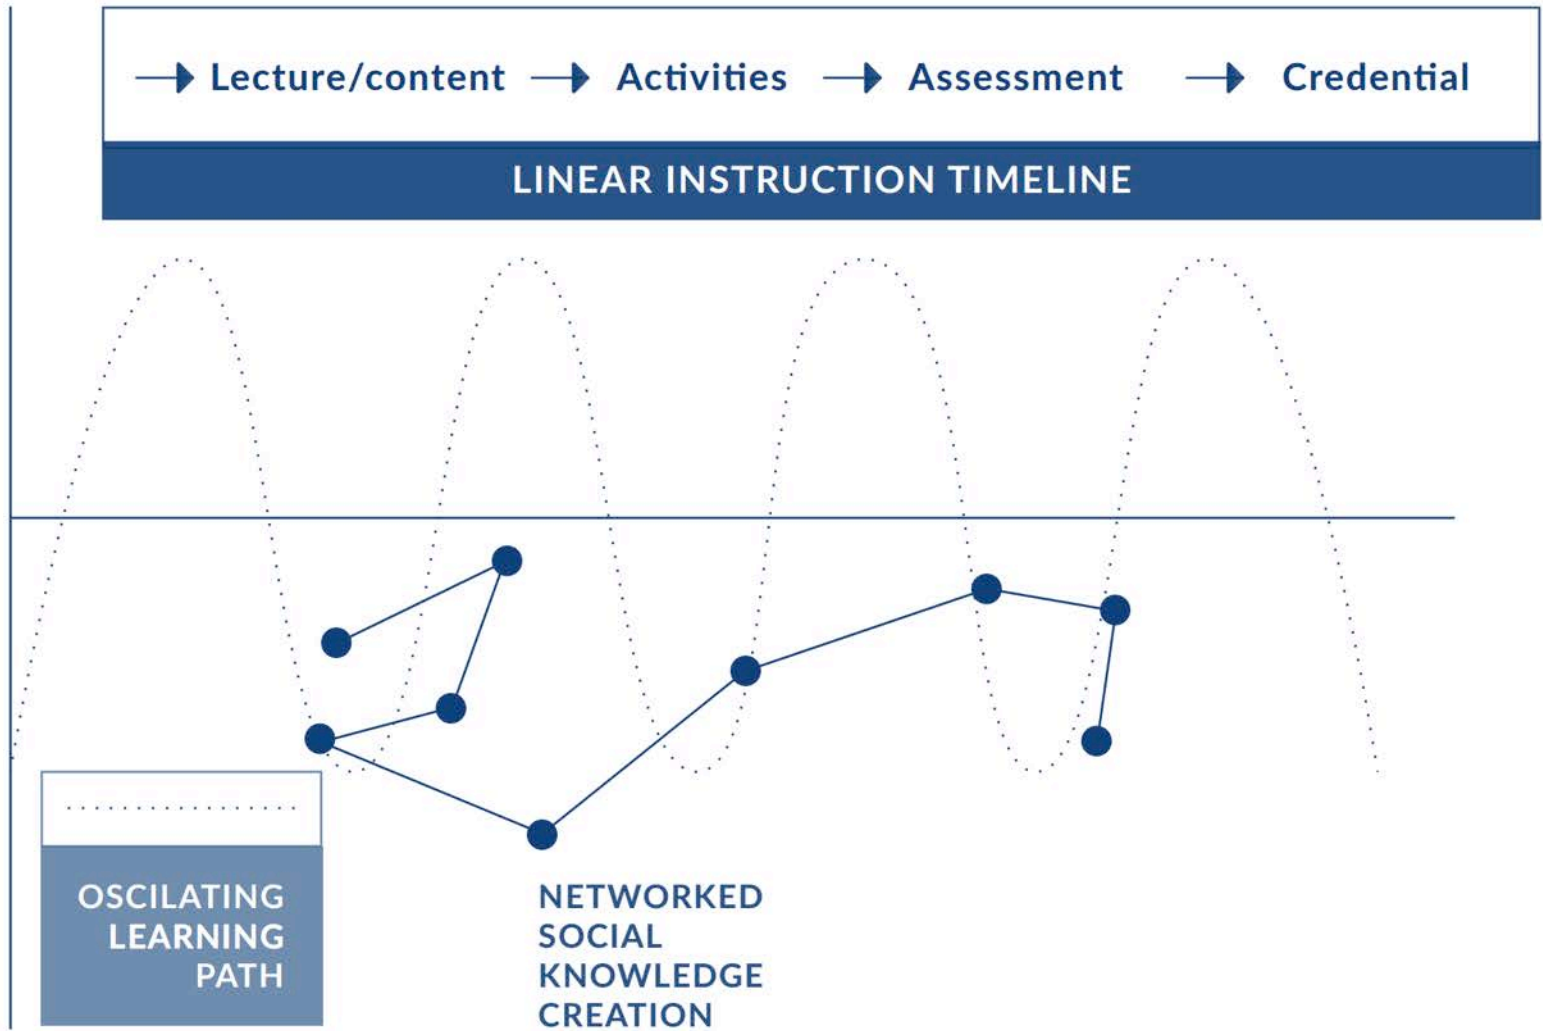 Lecture/content Activities Assessment Credential
LINEAR INSTRUCTION TIMELINE
OSCILATING
LEARNING
PATH
NETWORKED
SOCIAL
KNOWLEDGE
CREATION